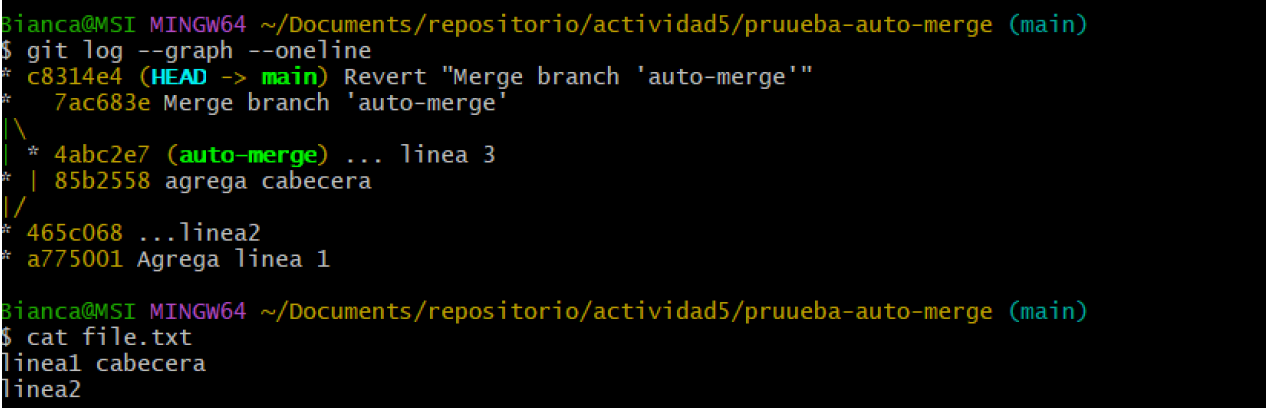 Bianca@MSI MINGW64 ~/Documents/repositorio/actividad5/pruueba-auto-merge (main)
$ git log --graph --oneline
* c8314e4 (HEAD -> main) Revert "Merge branch 'auto-merge'"
*   7ac683e Merge branch 'auto-merge'
|\
| * 4abc2e7 (auto-merge) ... linea 3
* | 85b2558 agrega cabecera
|/
* 465c068 ...linea2
* a775001 Agrega linea 1
Bianca@MSI MINGW64 ~/Documents/repositorio/actividad5/pruueba-auto-merge (main)
$ cat file.txt
linea1 cabecera
linea2